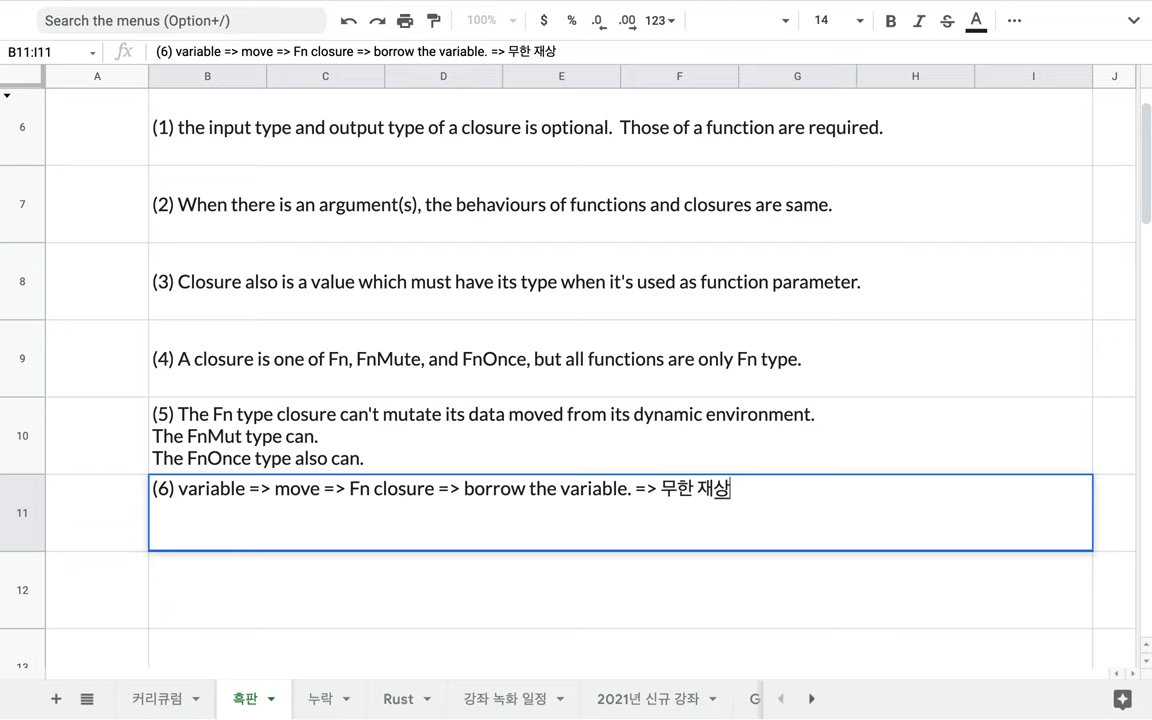 Search the menus (Option+/)
100%
$ % .0 .00 123
14
B I S A
B11:I11
fx (6) variable => move => Fn closure => borrow the variable. => 무한 재상
A B C D E F G H I J
6 (1) the input type and output type of a closure is optional. Those of a function are required.
7 (2) When there is an argument(s), the behaviours of functions and closures are same.
8 (3) Closure also is a value which must have its type when it's used as function parameter.
9 (4) A closure is one of Fn, FnMute, and FnOnce, but all functions are only Fn type.
(5) The Fn type closure can't mutate its data moved from its dynamic environment.
10 The FnMut type can.
The FnOnce type also can.
(6) variable => move => Fn closure => borrow the variable. => 무한 재상
11
12
13
커리큐럼 흑판 누락 Rust 강좌 녹화 일정 2021년 신규 강좌 G